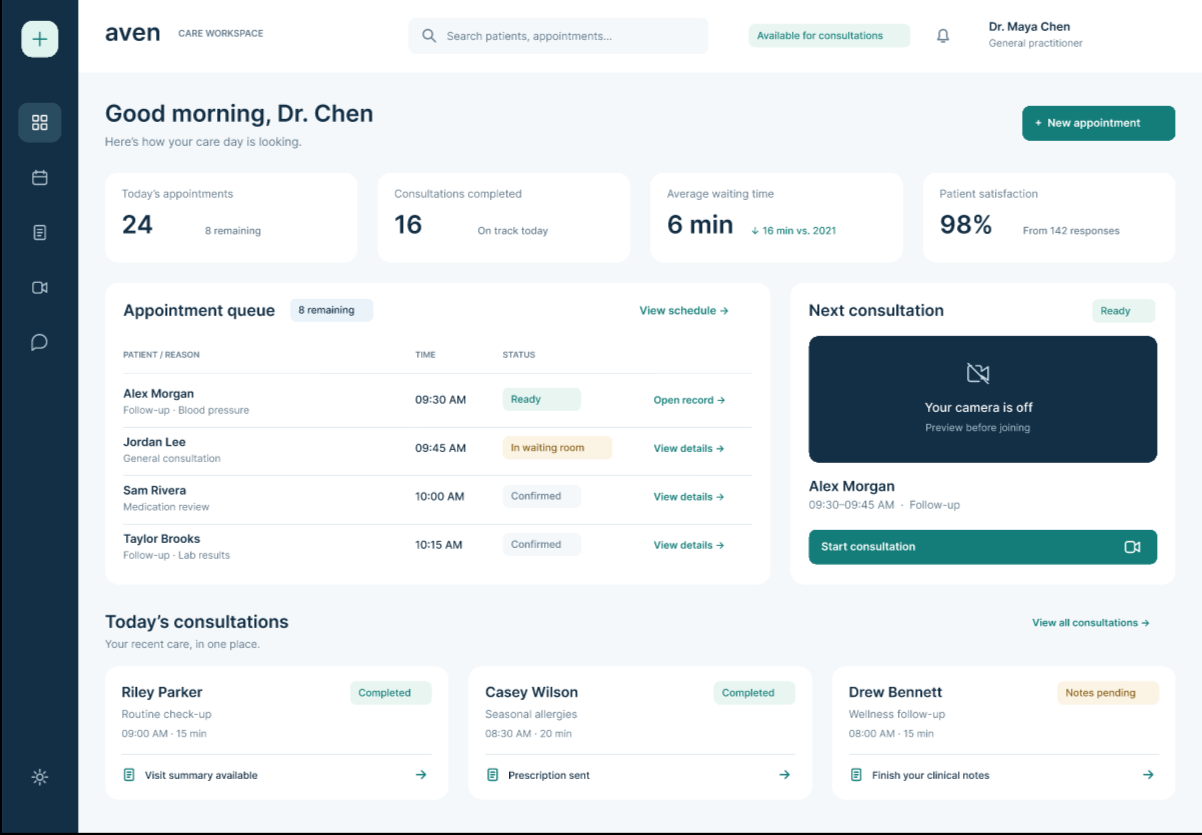 aven
CARE WORKSPACE
Search patients, appointments...
Available for consultations
Dr. Maya Chen
General practitioner
Good morning, Dr. Chen
Here's how your care day is looking.
+ New appointment
Today's appointments
24
8 remaining
Consultations completed
16
On track today
Average waiting time
6 min
↓ 16 min vs. 2021
Patient satisfaction
98%
From 142 responses
Appointment queue
8 remaining
View schedule →
PATIENT / REASON
TIME
STATUS
Alex Morgan
Follow-up · Blood pressure
09:30 AM
Ready
Open record →
Jordan Lee
General consultation
09:45 AM
In waiting room
View details →
Sam Rivera
Medication review
10:00 AM
Confirmed
View details →
Taylor Brooks
Follow-up · Lab results
10:15 AM
Confirmed
View details →
Next consultation
Ready
Your camera is off
Preview before joining
Alex Morgan
09:30–09:45 AM · Follow-up
Start consultation
Today's consultations
Your recent care, in one place.
View all consultations →
Riley Parker
Completed
Routine check-up
09:00 AM · 15 min
Visit summary available
Casey Wilson
Completed
Seasonal allergies
08:30 AM · 20 min
Prescription sent
Drew Bennett
Notes pending
Wellness follow-up
08:00 AM · 15 min
Finish your clinical notes